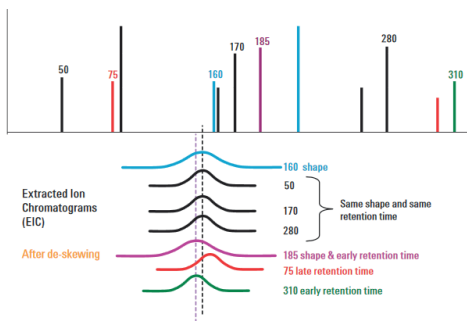 50
75
160
170
185
280
310
160 shape
50
170
280
Same shape and same
retention time
Extracted Ion
Chromatograms
(EIC)
After de-skewing
185 shape & early retention time
75 late retention time
310 early retention time